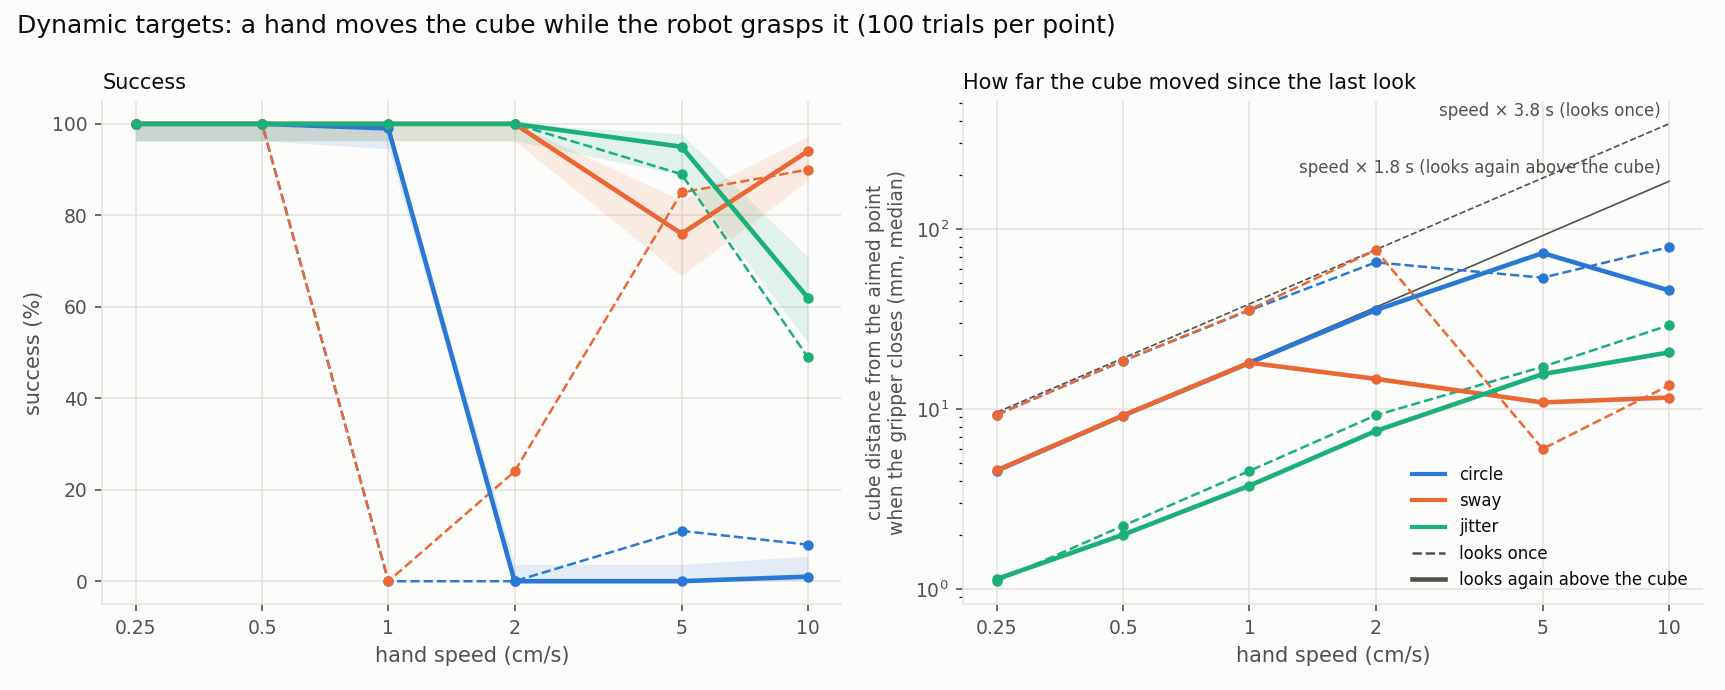 Dynamic targets: a hand moves the cube while the robot grasps it (100 trials per point)
Success
success (%)
100
80
60
40
20
0
0.25 0.5 1 2 5 10
hand speed (cm/s)
How far the cube moved since the last look
cube distance from the aimed point
when the gripper closes (mm, median)
speed × 3.8 s (looks once)
speed × 1.8 s (looks again above the cube)
10²
10¹
10⁰
circle
sway
jitter
looks once
looks again above the cube
0.25 0.5 1 2 5 10
hand speed (cm/s)